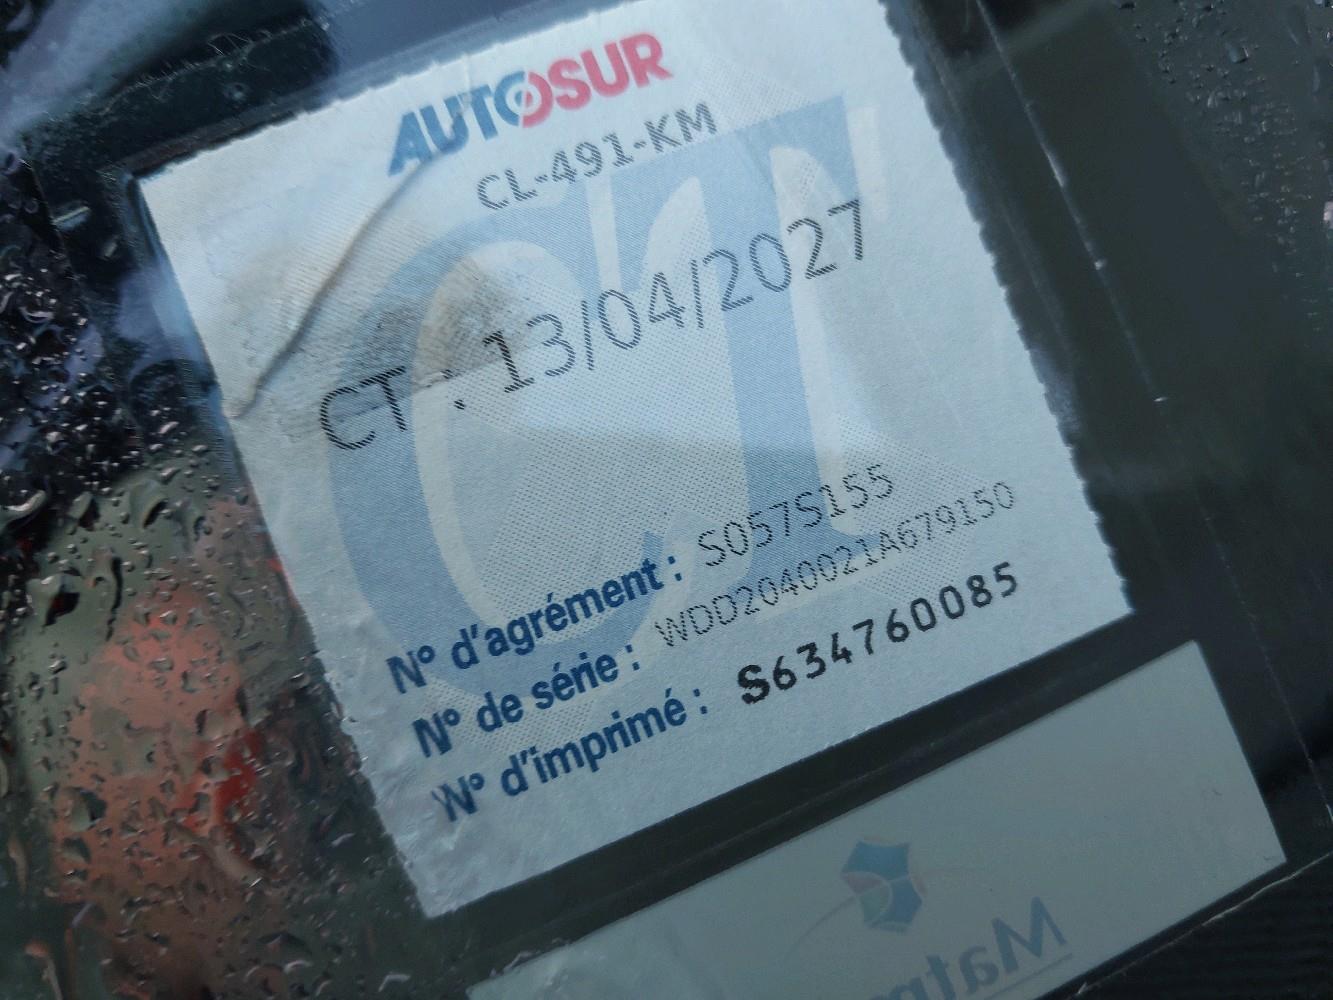 AUTOSUR
CL-491-KM
CT : 13/04/2027
N° d'agrément : S057S155
N° de série : WDD2040021A679150
N° d'imprimé : S634760085